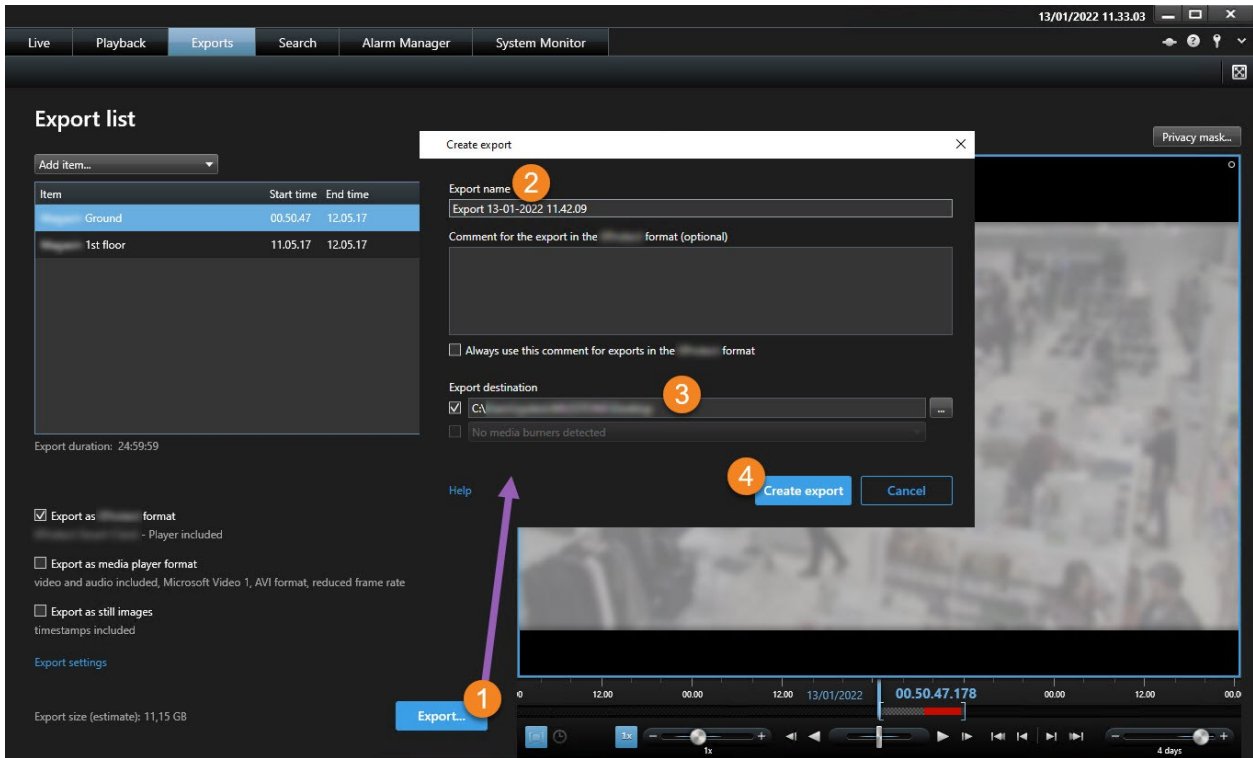 13/01/2022 11.33.03
Live Playback Exports Search Alarm Manager System Monitor
Export list
Privacy mask...
Add item...
Item Start time End time
Ground 00.50.47 12.05.17
1st floor 11.05.17 12.05.17
Export duration: 24:59:59
Export as format
- Player included
Export as media player format
video and audio included, Microsoft Video 1, AVI format, reduced frame rate
Export as still images
timestamps included
Export settings
Export size (estimate): 11,15 GB
Export...
1
Create export
Export name
2
Export 13-01-2022 11.42.09
Comment for the export in the format (optional)
Always use this comment for exports in the format
Export destination
3
C:\
...
No media burners detected
Help
4
Create export
Cancel
12.00 00.00 12.00 13/01/2022 00.50.47.178 00.00 12.00 00.0
1x
1x
4 days